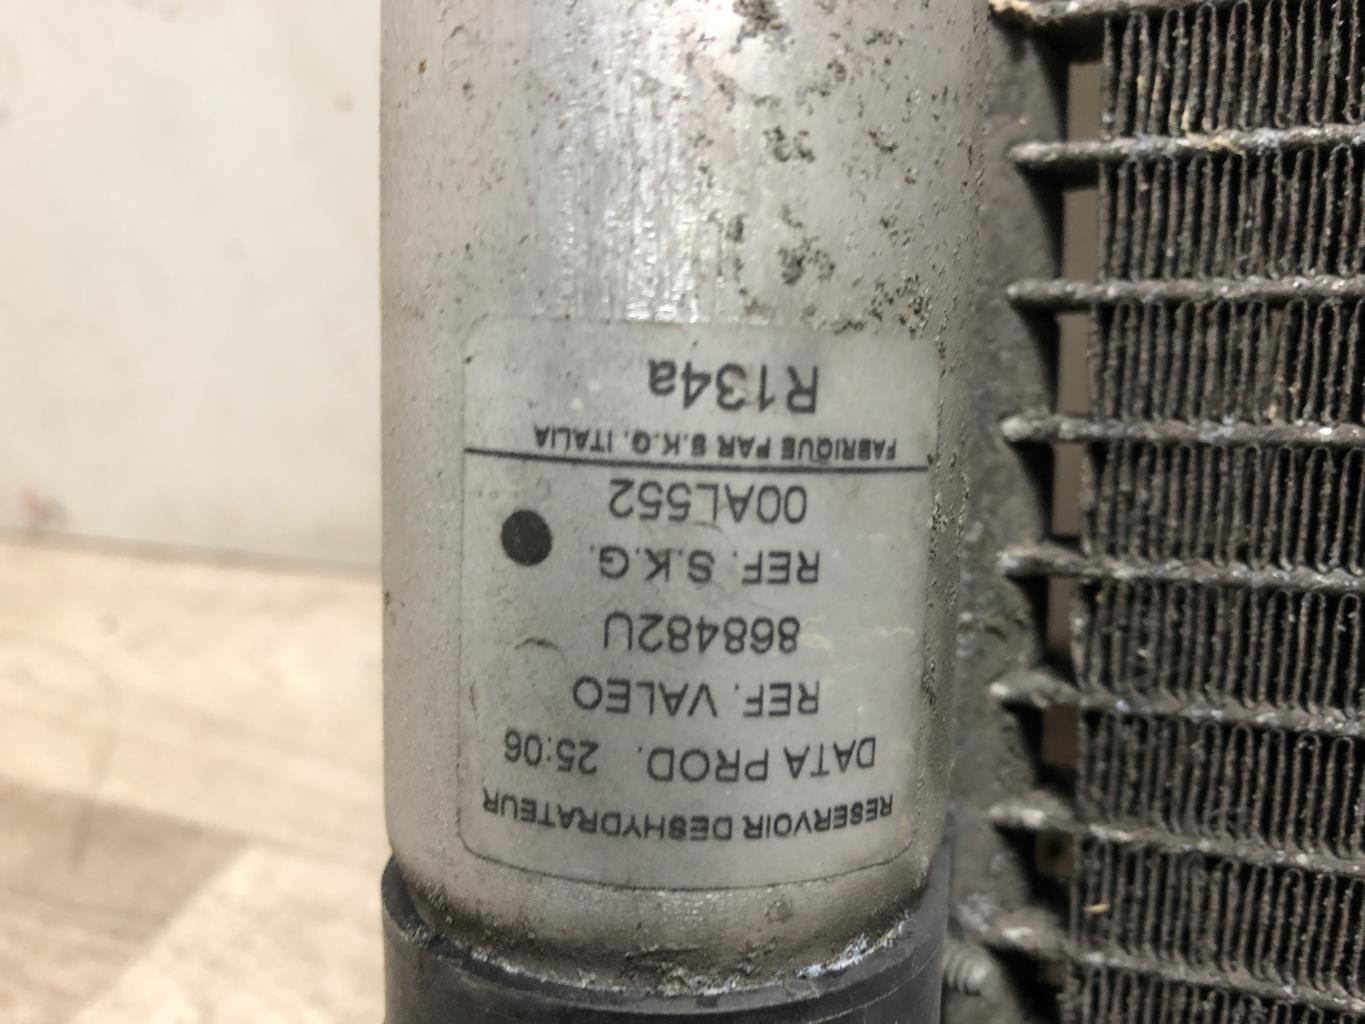 RESERVOIR DESHYDRATEUR
DATA PROD. 25:06
REF. VALEO
868482U
REF. S.K.G.
00AL552
FABRIQUE PAR S.K.G. ITALIA
R134a